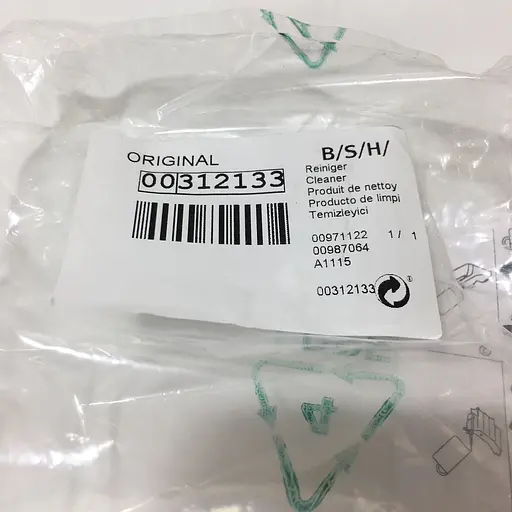 ORIGINAL
00312133
B/S/H/
Reiniger
Cleaner
Produit de nettoy
Producto de limpi
Temizleyici
00971122 1 / 1
00987064
A1115
00312133